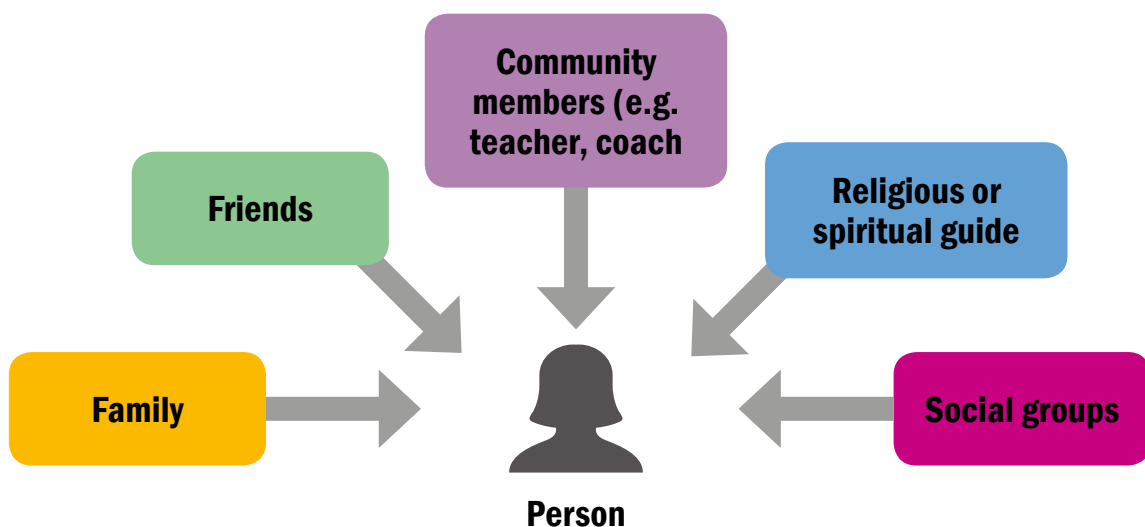 Community
members (e.g.
teacher, coach
Friends
Religious or
spiritual guide
Family
Social groups
Person